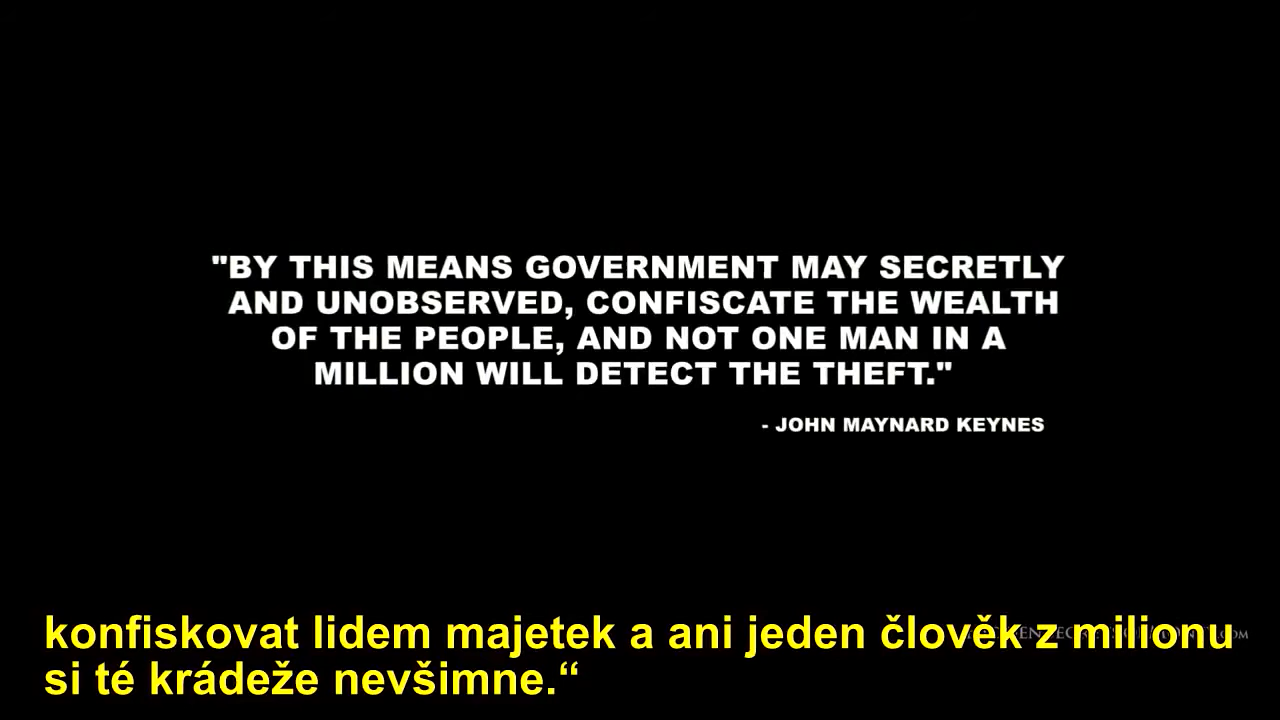 "BY THIS MEANS GOVERNMENT MAY SECRETLY
AND UNOBSERVED, CONFISCATE THE WEALTH
OF THE PEOPLE, AND NOT ONE MAN IN A
MILLION WILL DETECT THE THEFT."
- JOHN MAYNARD KEYNES
konfiskovat lidem majetek a ani jeden člověk z milionu
si té krádeže nevšimne.“